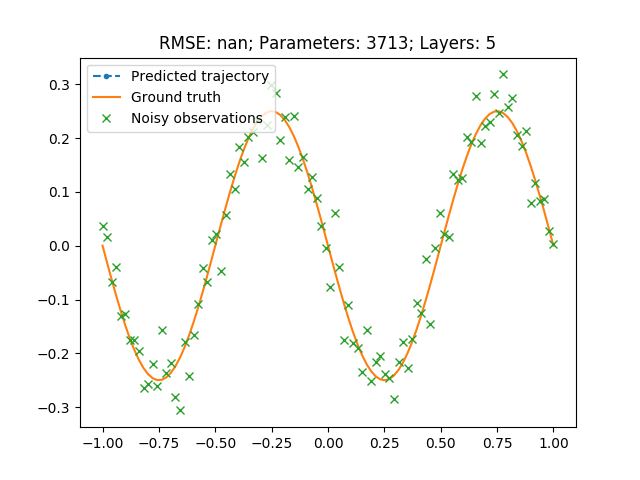 RMSE: nan; Parameters: 3713; Layers: 5
Predicted trajectory
Ground truth
Noisy observations
0.3
0.2
0.1
0.0
−0.1
−0.2
−0.3
−1.00 −0.75 −0.50 −0.25 0.00 0.25 0.50 0.75 1.00